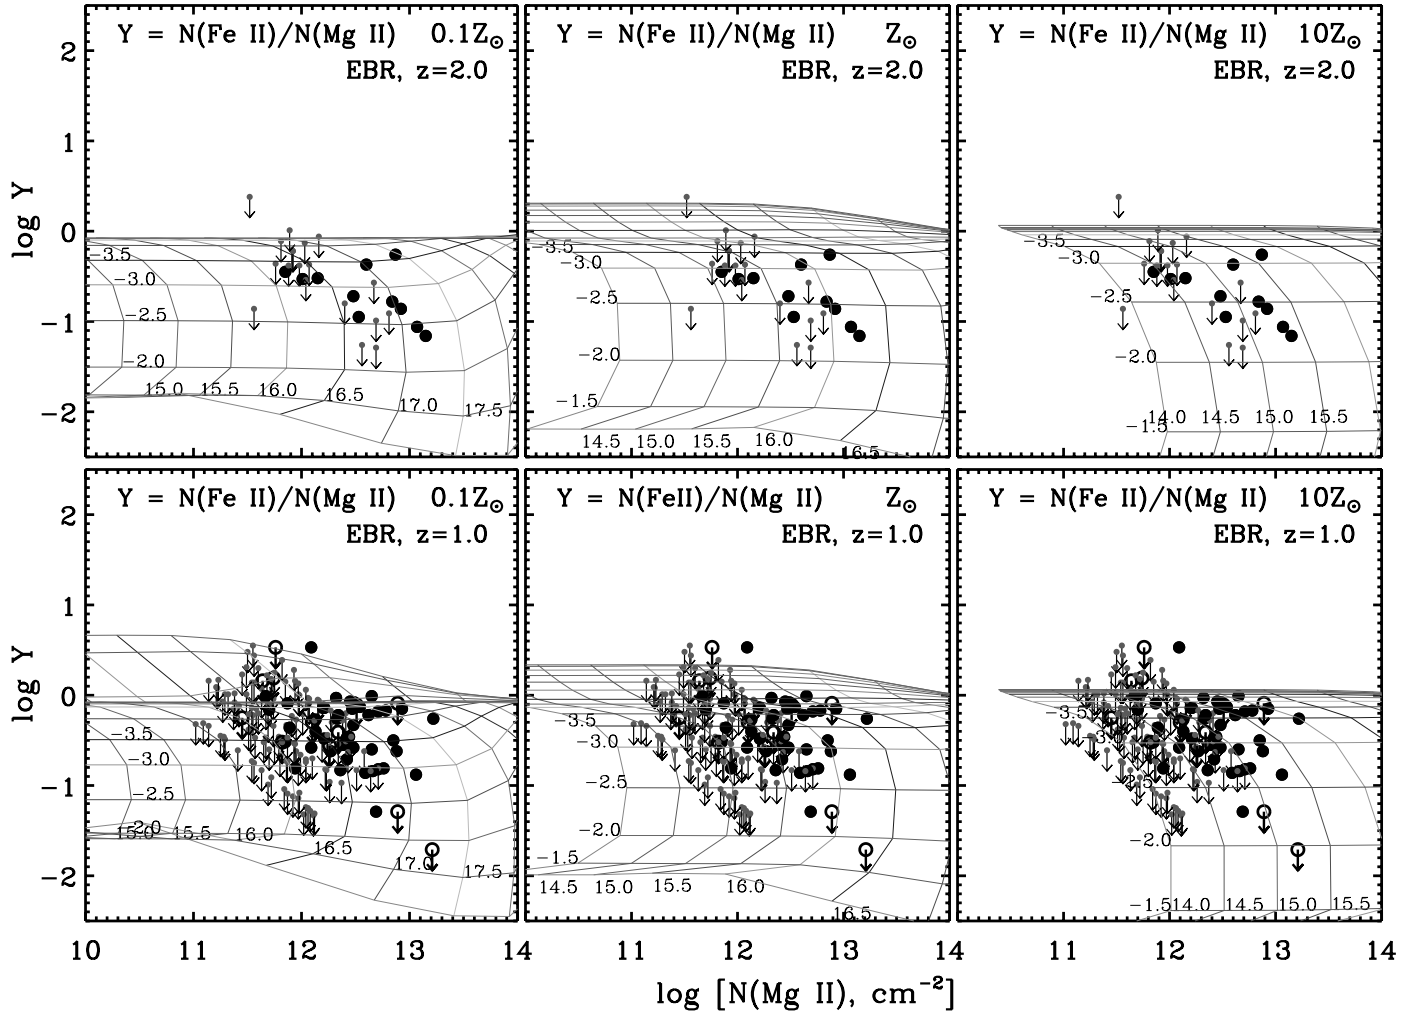 Y = N(Fe II)/N(Mg II) 0.1Z⊙
EBR, z=2.0
Y = N(Fe II)/N(Mg II) Z⊙
EBR, z=2.0
Y = N(Fe II)/N(Mg II) 10Z⊙
EBR, z=2.0
log Y
2
1
0
−1
−2
−3.5
−3.0
−2.5
−2.0
15.0 15.5 16.0 16.5 17.0 17.5
−3.5
−3.0
−2.5
−2.0
−1.5
14.5 15.0 15.5 16.0 16.5
−3.5
−3.0
−2.5
−2.0
−1.5
14.0 14.5 15.0 15.5
Y = N(Fe II)/N(Mg II) 0.1Z⊙
EBR, z=1.0
Y = N(FeII)/N(Mg II) Z⊙
EBR, z=1.0
Y = N(Fe II)/N(Mg II) 10Z⊙
EBR, z=1.0
log Y
2
1
0
−1
−2
−3.5
−3.0
−2.5
−2.0
15.0 15.5 16.0 16.5 17.0 17.5
−3.5
−3.0
−2.5
−2.0
−1.5
14.5 15.0 15.5 16.0 16.5
−3.5
−2.0
−1.5 14.0 14.5 15.0 15.5
10 11 12 13 14 11 12 13 14 11 12 13 14
log [N(Mg II), cm⁻²]